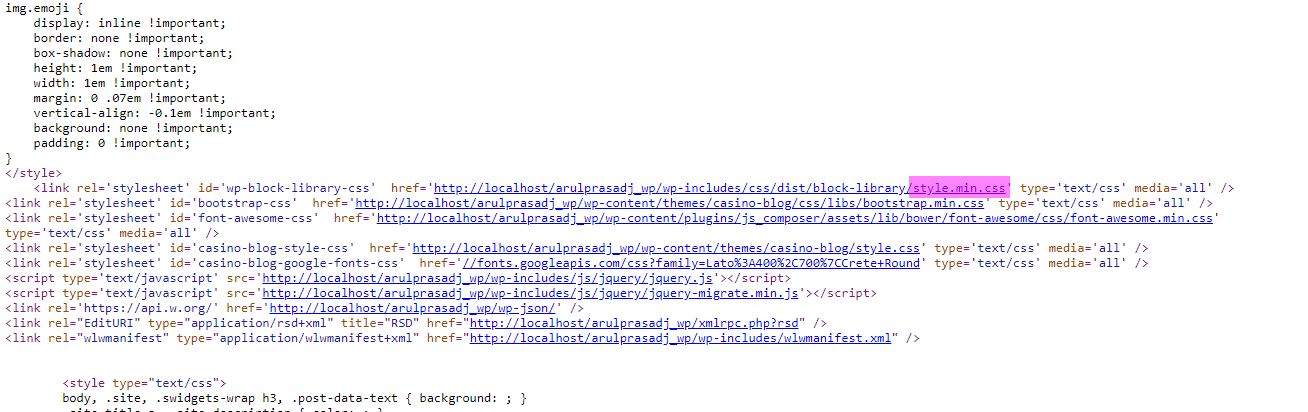 img.emoji {
display: inline !important;
border: none !important;
box-shadow: none !important;
height: 1em !important;
width: 1em !important;
margin: 0 .07em !important;
vertical-align: -0.1em !important;
background: none !important;
padding: 0 !important;
}
</style>
<link rel='stylesheet' id='wp-block-library-css'  href='http://localhost/arulprasadj_wp/wp-includes/css/dist/block-library/style.min.css' type='text/css' media='all' />
<link rel='stylesheet' id='bootstrap-css'  href='http://localhost/arulprasadj_wp/wp-content/themes/casino-blog/css/libs/bootstrap.min.css' type='text/css' media='all' />
<link rel='stylesheet' id='font-awesome-css'  href='http://localhost/arulprasadj_wp/wp-content/plugins/js_composer/assets/lib/bower/font-awesome/css/font-awesome.min.css'
type='text/css' media='all' />
<link rel='stylesheet' id='casino-blog-style-css'  href='http://localhost/arulprasadj_wp/wp-content/themes/casino-blog/style.css' type='text/css' media='all' />
<link rel='stylesheet' id='casino-blog-google-fonts-css'  href='//fonts.googleapis.com/css?family=Lato%3A400%2C700%7CCrete+Round' type='text/css' media='all' />
<script type='text/javascript' src='http://localhost/arulprasadj_wp/wp-includes/js/jquery/jquery.js'></script>
<script type='text/javascript' src='http://localhost/arulprasadj_wp/wp-includes/js/jquery/jquery-migrate.min.js'></script>
<link rel='https://api.w.org/' href='http://localhost/arulprasadj_wp/wp-json/' />
<link rel="EditURI" type="application/rsd+xml" title="RSD" href="http://localhost/arulprasadj_wp/xmlrpc.php?rsd" />
<link rel="wlwmanifest" type="application/wlwmanifest+xml" href="http://localhost/arulprasadj_wp/wp-includes/wlwmanifest.xml" />
<style type="text/css">
body, .site, .swidgets-wrap h3, .post-data-text { background: ; }